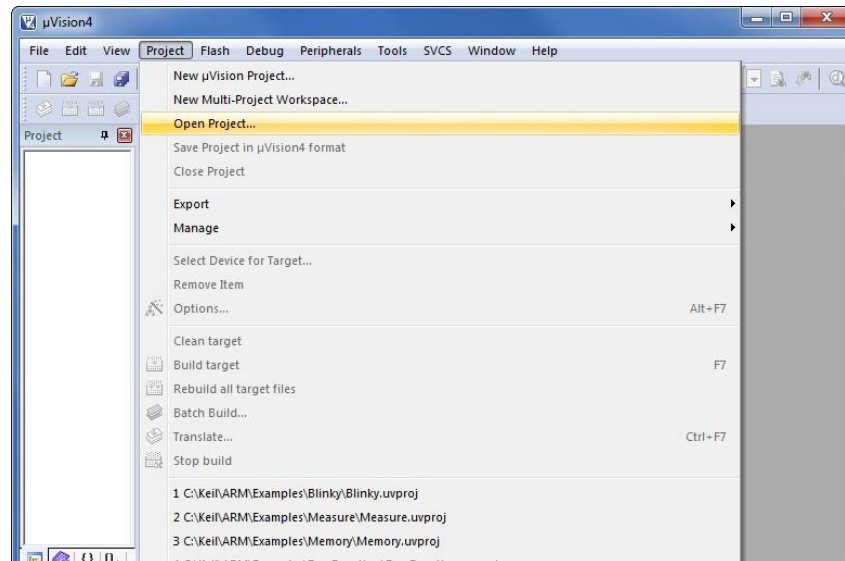 µVision4
File Edit View Project Flash Debug Peripherals Tools SVCS Window Help
New µVision Project...
New Multi-Project Workspace...
Project
Open Project...
Save Project in µVision4 format
Close Project
Export
Manage
Select Device for Target...
Remove Item
Options... Alt+F7
Clean target
Build target F7
Rebuild all target files
Batch Build...
Translate... Ctrl+F7
Stop build
1 C:\Keil\ARM\Examples\Blinky\Blinky.uvproj
2 C:\Keil\ARM\Examples\Measure\Measure.uvproj
3 C:\Keil\ARM\Examples\Memory\Memory.uvproj